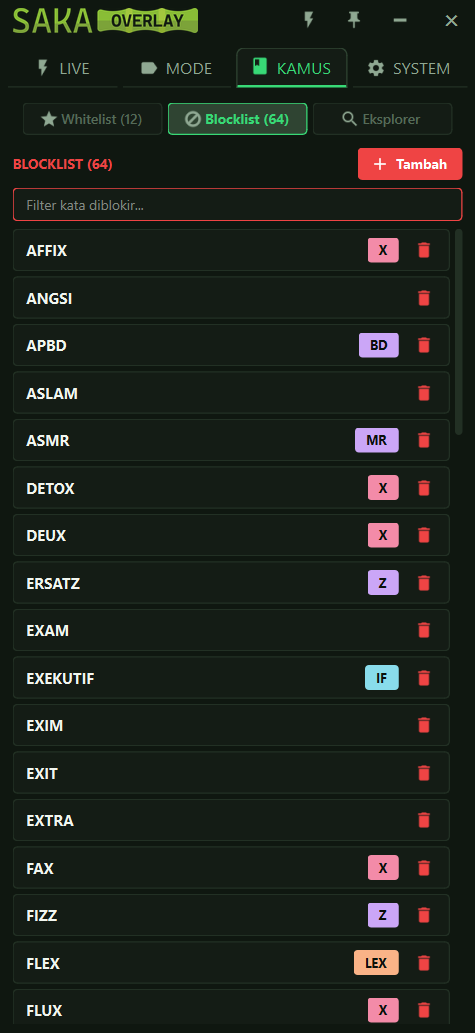 SAKA OVERLAY
LIVE MODE KAMUS SYSTEM
Whitelist (12) Blocklist (64) Eksplorer
BLOCKLIST (64) + Tambah
Filter kata diblokir...
AFFIX X
ANGSI
APBD BD
ASLAM
ASMR MR
DETOX X
DEUX X
ERSATZ Z
EXAM
EXEKUTIF IF
EXIM
EXIT
EXTRA
FAX X
FIZZ Z
FLEX LEX
FLUX X